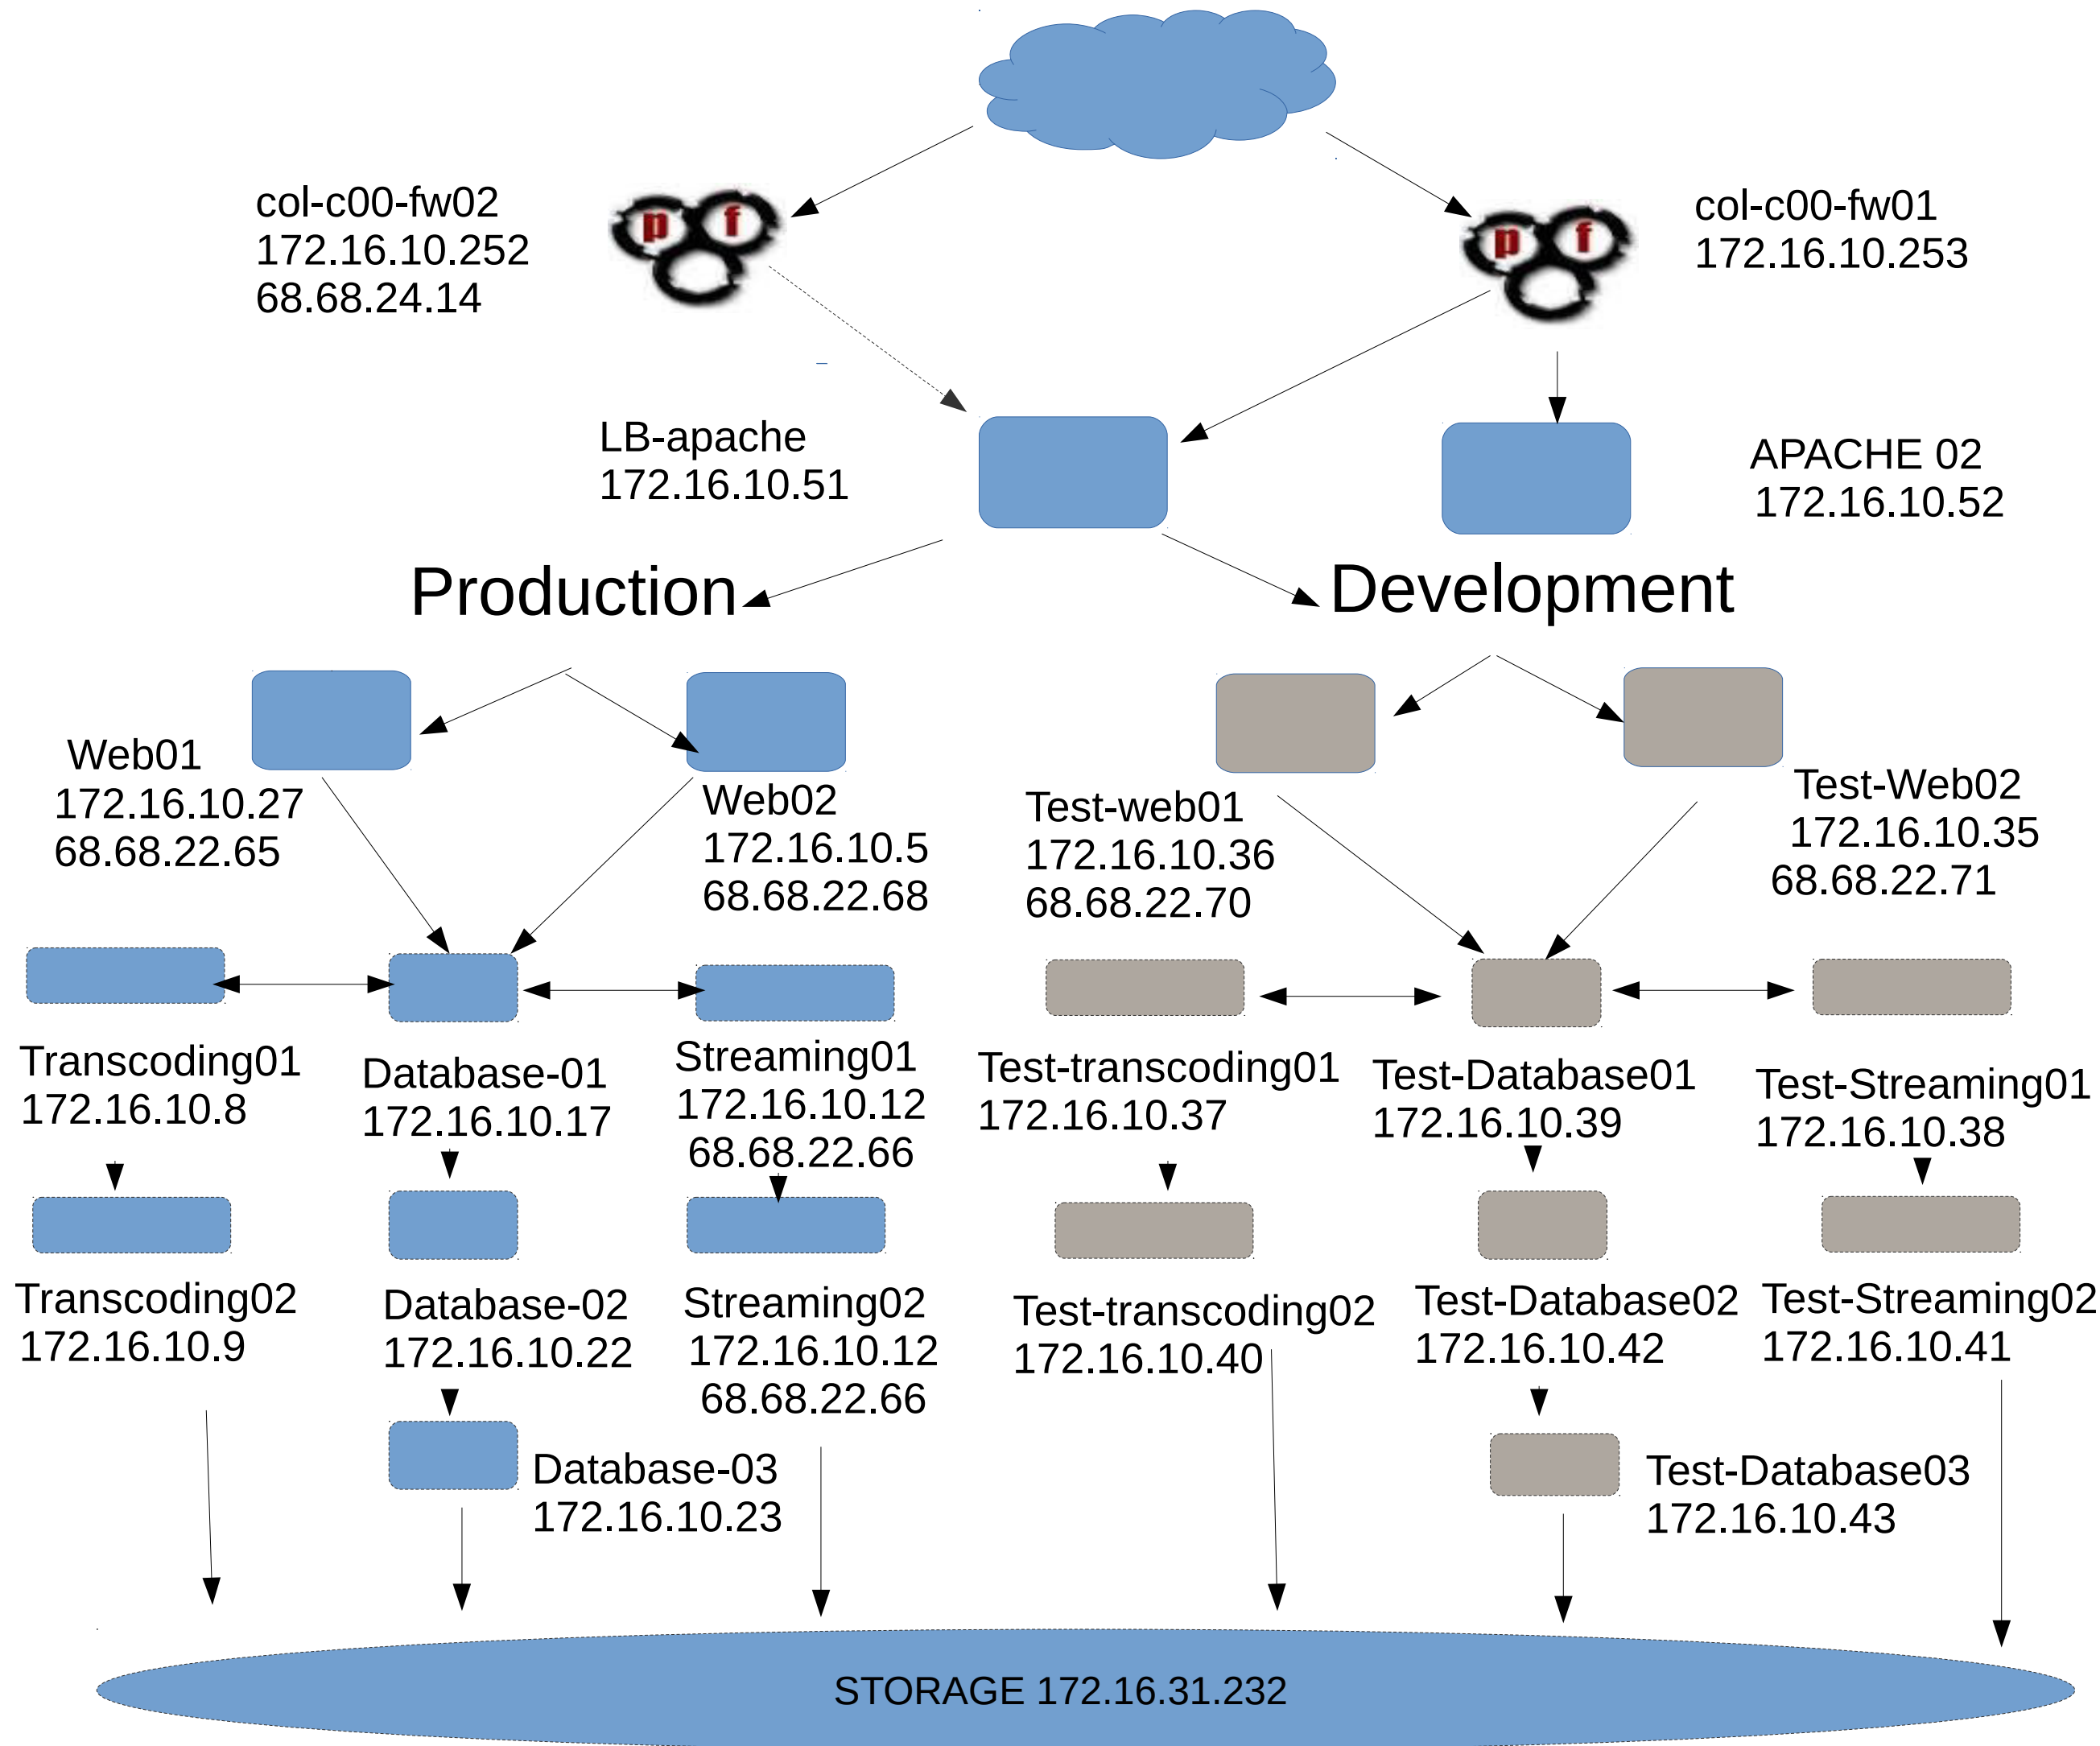 col-c00-fw02
172.16.10.252
68.68.24.14
p f
p f
col-c00-fw01
172.16.10.253
LB-apache
172.16.10.51
APACHE 02
172.16.10.52
Production
Development
Web01
172.16.10.27
68.68.22.65
Web02
172.16.10.5
68.68.22.68
Test-web01
172.16.10.36
68.68.22.70
Test-Web02
172.16.10.35
68.68.22.71
Transcoding01
172.16.10.8
Database-01
172.16.10.17
Streaming01
172.16.10.12
68.68.22.66
Test-transcoding01
172.16.10.37
Test-Database01
172.16.10.39
Test-Streaming01
172.16.10.38
Transcoding02
172.16.10.9
Database-02
172.16.10.22
Streaming02
172.16.10.12
68.68.22.66
Test-transcoding02
172.16.10.40
Test-Database02
172.16.10.42
Test-Streaming02
172.16.10.41
Database-03
172.16.10.23
Test-Database03
172.16.10.43
STORAGE 172.16.31.232